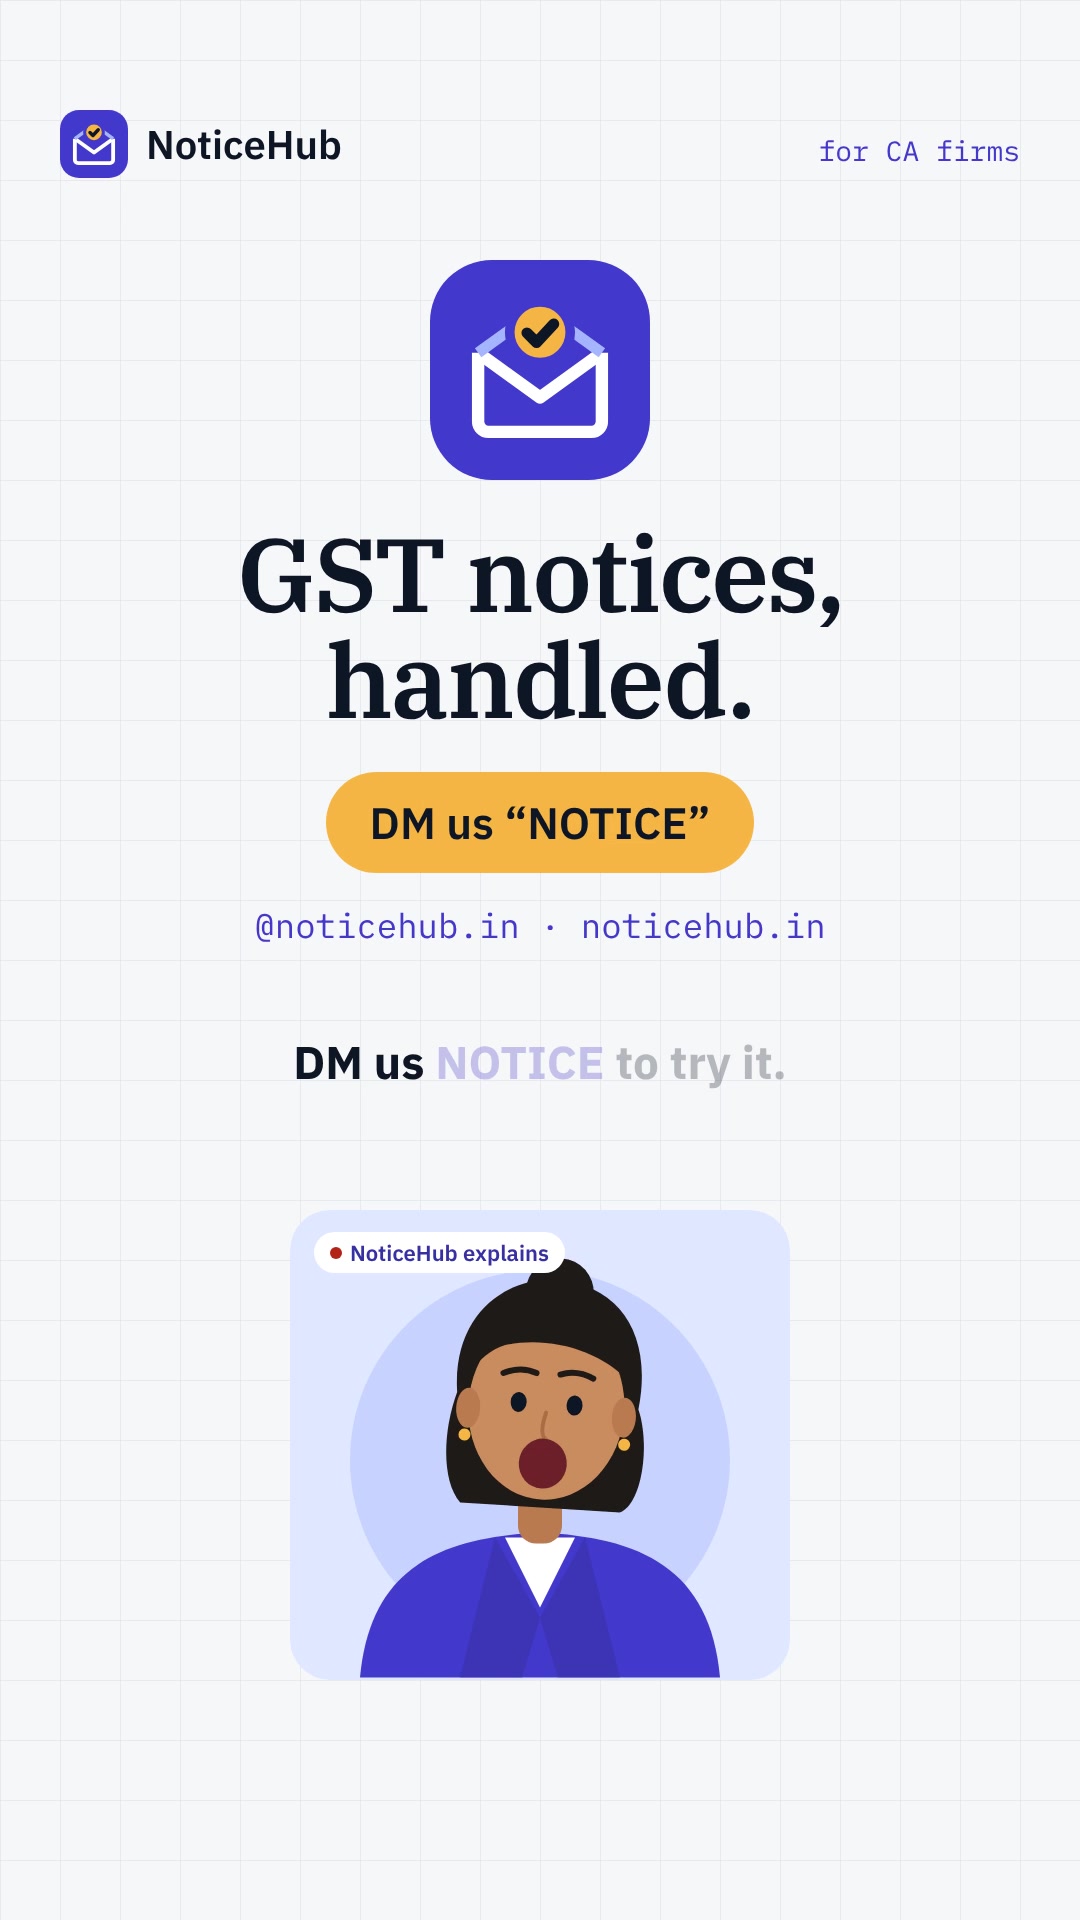 NoticeHub
for CA firms
GST notices,
handled.
DM us “NOTICE”
@noticehub.in · noticehub.in
DM us NOTICE to try it.
NoticeHub explains